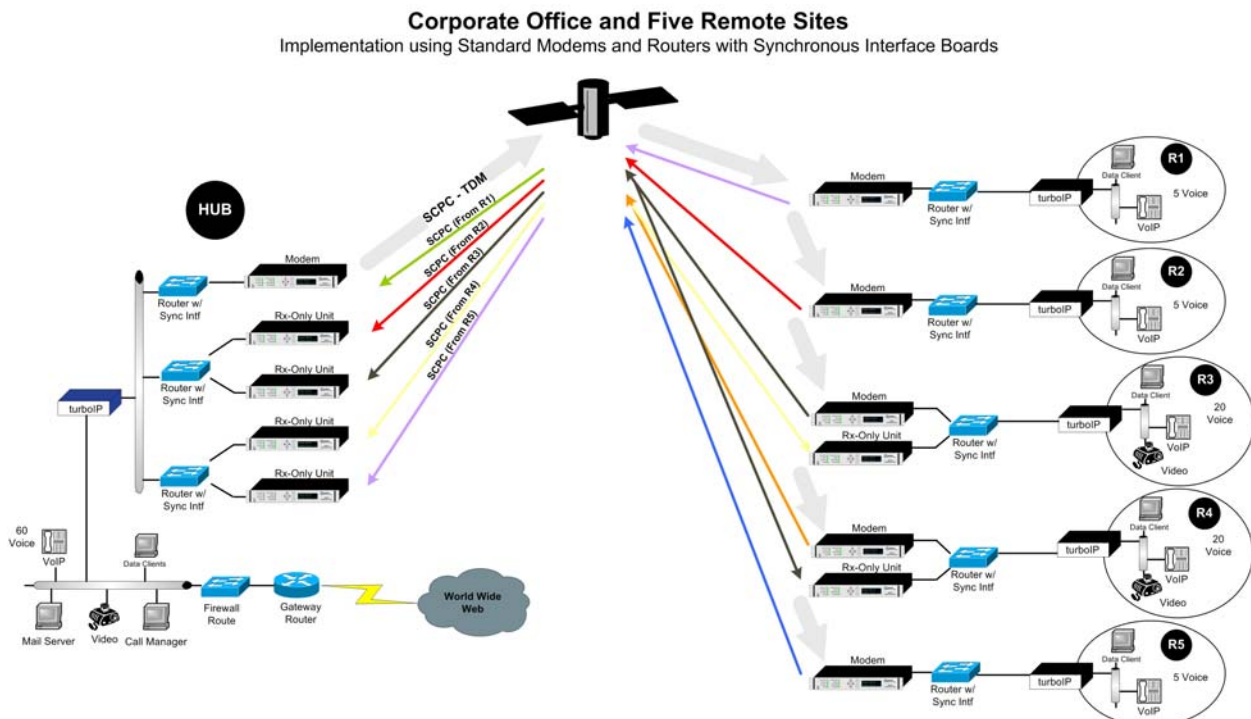 Corporate Office and Five Remote Sites
Implementation using Standard Modems and Routers with Synchronous Interface Boards
HUB
SCPC - TDM
SCPC (From R1)
SCPC (From R2)
SCPC (From R3)
SCPC (From R4)
SCPC (From R5)
Modem
Router w/
Sync Intf
Rx-Only Unit
Rx-Only Unit
Router w/
Sync Intf
Rx-Only Unit
Router w/
Sync Intf
Rx-Only Unit
turboIP
60
Voice
VoIP
Data Clients
Mail Server
Video
Call Manager
Firewall
Route
Gateway
Router
World Wide
Web
Modem
Router w/
Sync Intf
turboIP
Data Client
R1
5 Voice
VoIP
Modem
Router w/
Sync Intf
turboIP
Data Client
R2
5 Voice
VoIP
Modem
Rx-Only Unit
Router w/
Sync Intf
turboIP
Data Client
R3
20
Voice
VoIP
Video
Modem
Rx-Only Unit
Router w/
Sync Intf
turboIP
Data Client
R4
20
Voice
VoIP
Video
Modem
Router w/
Sync Intf
turboIP
Data Client
R5
5 Voice
VoIP